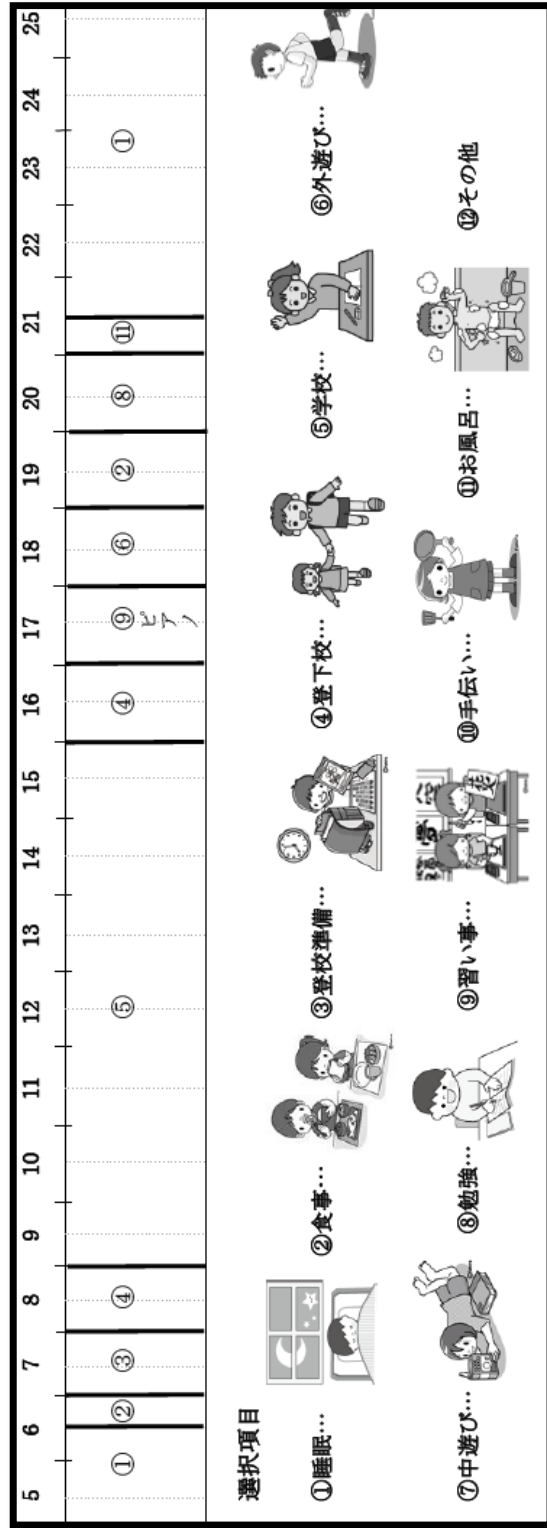 5 6 7 8 9 10 11 12 13 14 15 16 17 18 19 20 21 22 23 24 25
① ② ③ ④ ⑤ ④ ⑨ ⑥ ② ⑧ ⑪ ①
ピアノ
選択項目
①睡眠… ②食事… ③登校準備… ④登下校… ⑤学校… ⑥外遊び…
⑦中遊び… ⑧勉強… ⑨習い事… ⑩手伝い… ⑪お風呂… ⑫その他